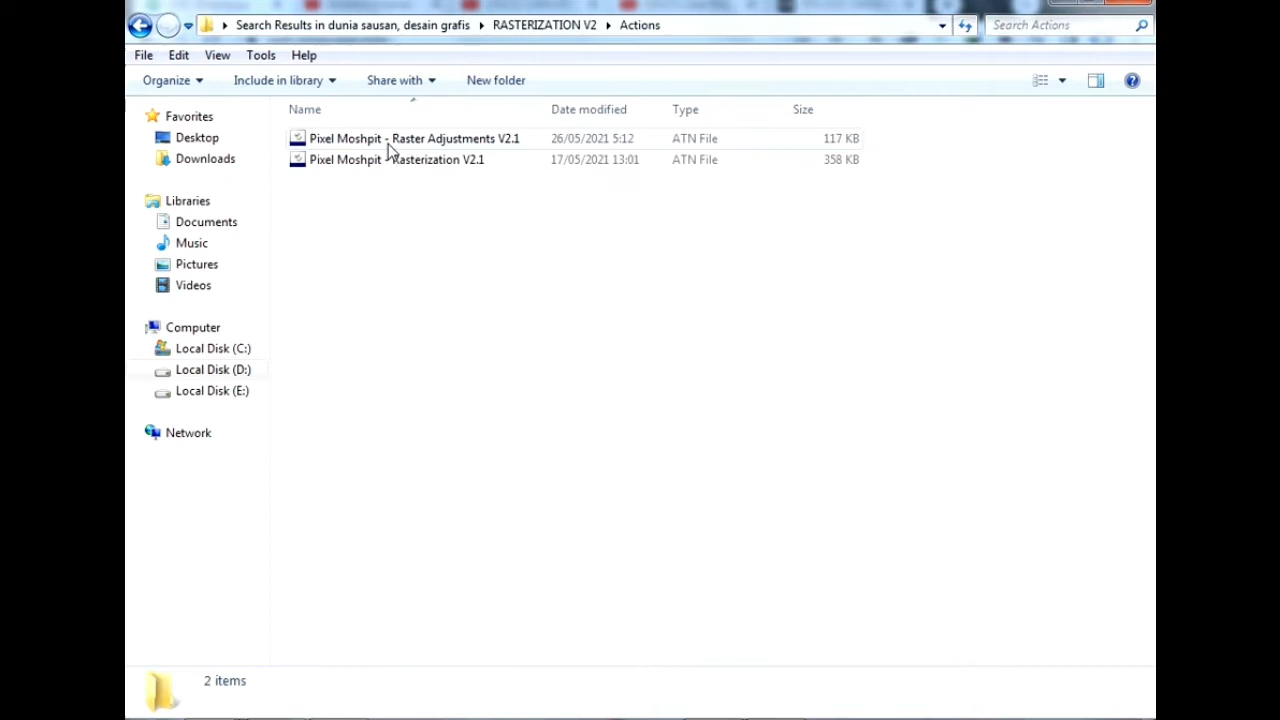 Search Results in dunia sausan, desain grafis RASTERIZATION V2 Actions Search Actions
File Edit View Tools Help
Organize Include in library Share with New folder
Name Date modified Type Size
Favorites
Desktop
Downloads
Libraries
Documents
Music
Pictures
Videos
Computer
Local Disk (C:)
Local Disk (D:)
Local Disk (E:)
Network
Pixel Moshpit - Raster Adjustments V2.1 26/05/2021 5:12 ATN File 117 KB
Pixel Moshpit - Rasterization V2.1 17/05/2021 13:01 ATN File 358 KB
2 items